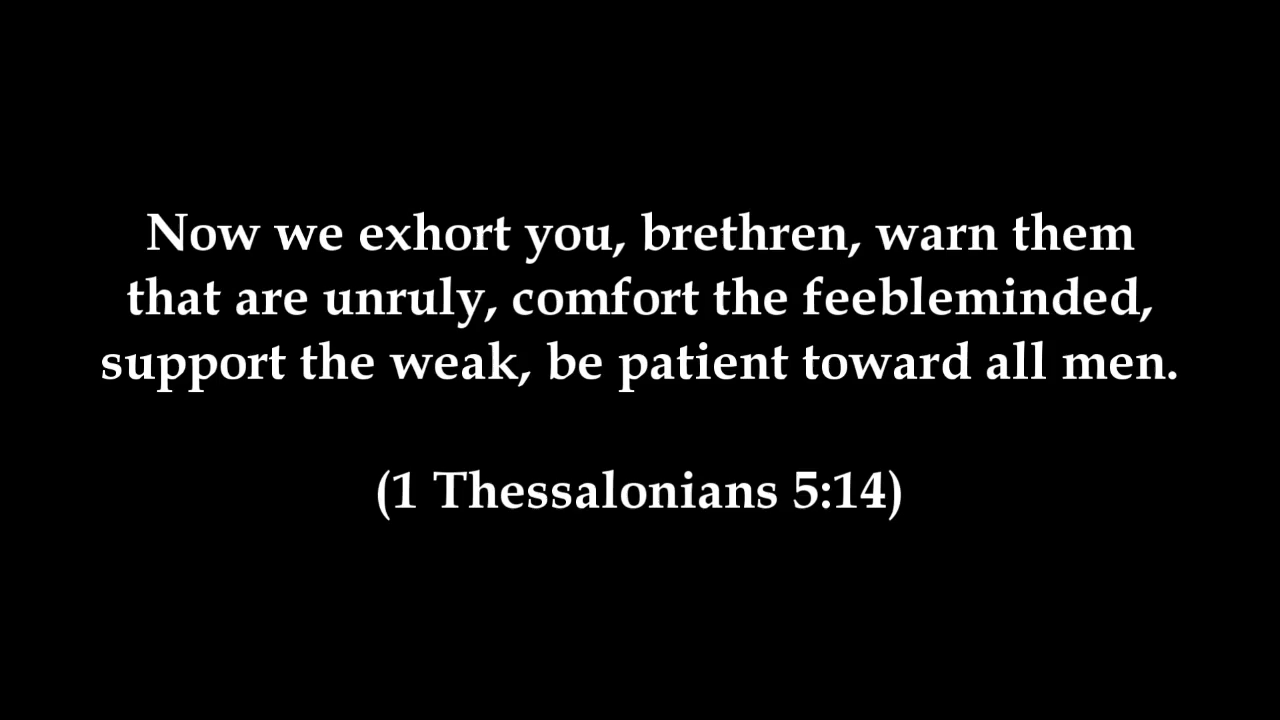 Now we exhort you, brethren, warn them
that are unruly, comfort the feebleminded,
support the weak, be patient toward all men.
(1 Thessalonians 5:14)